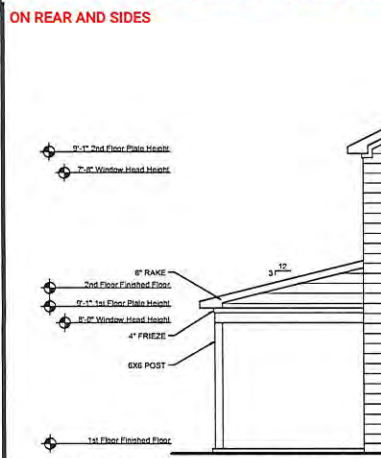 ON REAR AND SIDES
9'-1" 2nd Floor Plate Height
7'-8" Window Head Height
12
3
6" RAKE
2nd Floor Finished Floor
9'-1" 1st Floor Plate Height
8'-0" Window Head Height
4" FRIEZE
6X6 POST
1st Floor Finished Floor